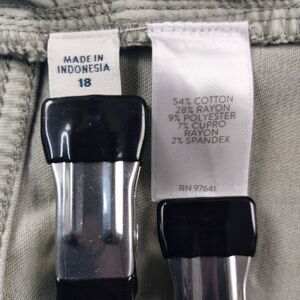 MADE IN
INDONESIA
18
54% COTTON
28% RAYON
9% POLYESTER
7% CUPRO
RAYON
2% SPANDEX
RN 97641